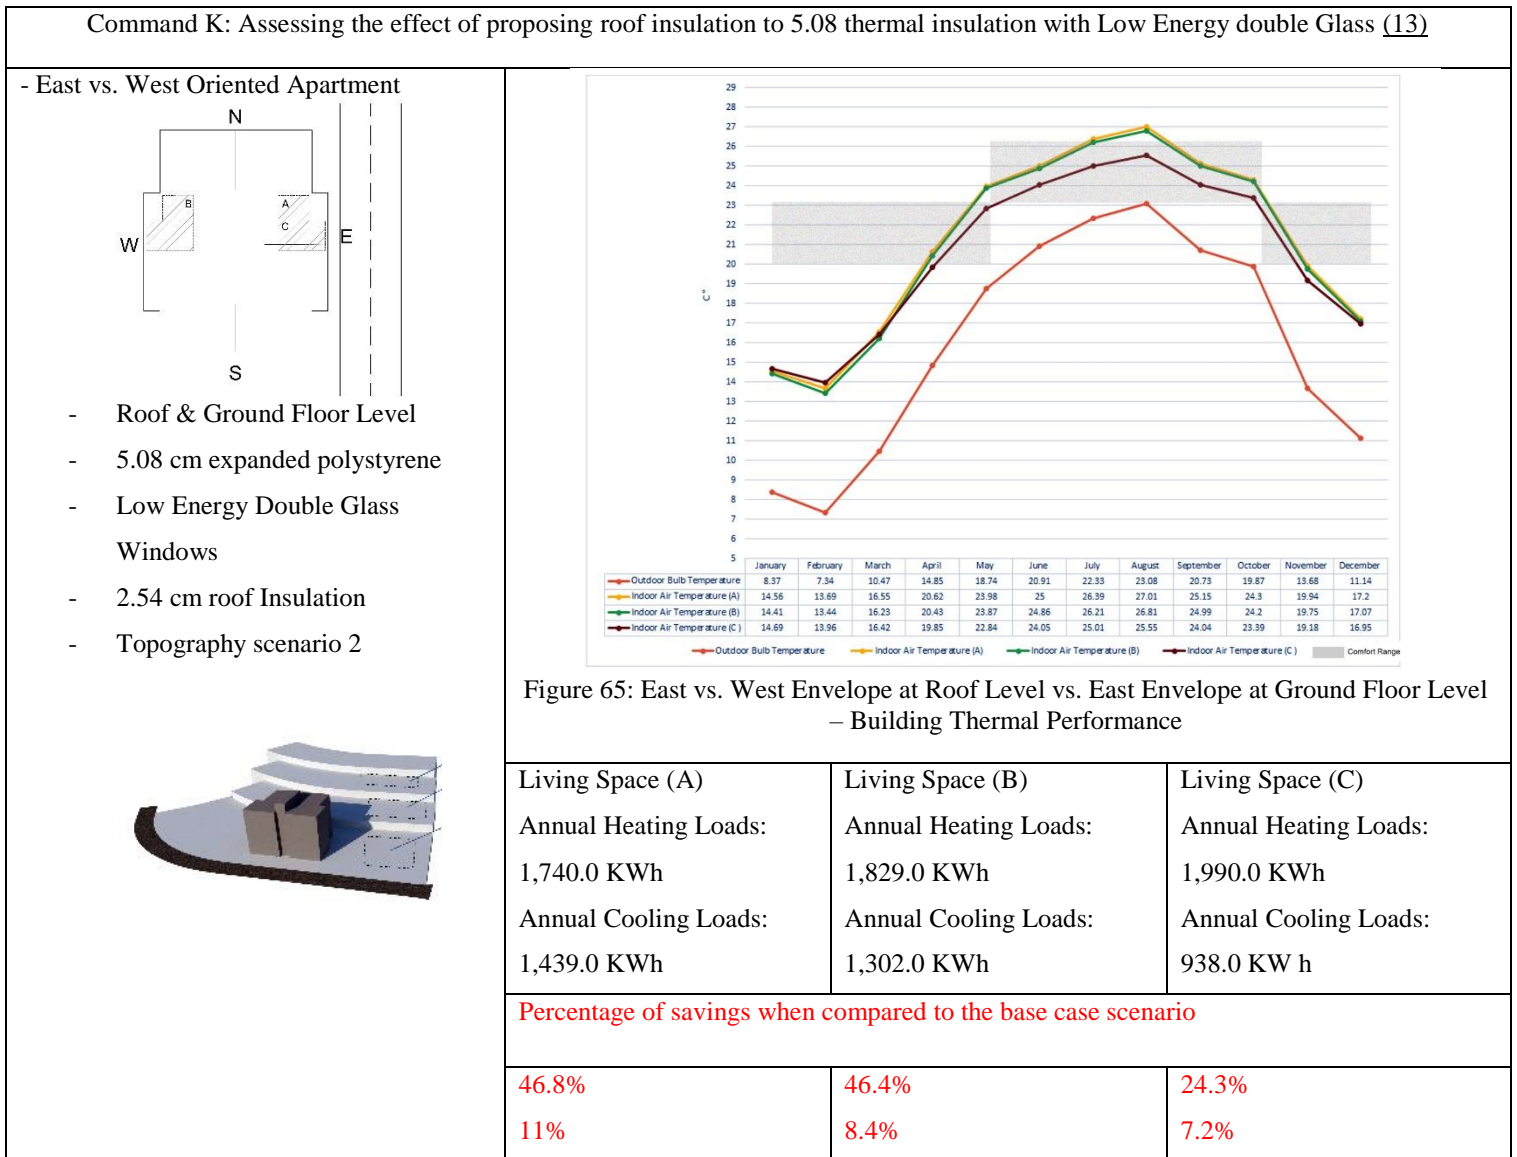 Command K: Assessing the effect of proposing roof insulation to 5.08 thermal insulation with Low Energy double Glass (13)
- East vs. West Oriented Apartment
N
B
A
C
W
E
S
- Roof & Ground Floor Level
- 5.08 cm expanded polystyrene
- Low Energy Double Glass
Windows
- 2.54 cm roof Insulation
- Topography scenario 2
29
28
27
26
25
24
23
22
21
20
19
18
17
16
15
14
13
12
11
10
9
8
7
6
5
C°
January February March April May June July August September October November December
Outdoor Bulb Temperature 8.37 7.34 10.47 14.85 18.74 20.91 22.33 23.08 20.73 19.87 13.68 11.14
Indoor Air Temperature (A) 14.56 13.69 16.55 20.62 23.98 25 26.39 27.01 25.15 24.3 19.94 17.2
Indoor Air Temperature (B) 14.41 13.44 16.23 20.43 23.87 24.86 26.21 26.81 24.99 24.2 19.75 17.07
Indoor Air Temperature (C ) 14.69 13.96 16.42 19.85 22.84 24.05 25.01 25.55 24.04 23.39 19.18 16.95
Outdoor Bulb Temperature Indoor Air Temperature (A) Indoor Air Temperature (B) Indoor Air Temperature (C ) Comfort Range
Figure 65: East vs. West Envelope at Roof Level vs. East Envelope at Ground Floor Level
– Building Thermal Performance
Living Space (A)
Annual Heating Loads:
1,740.0 KWh
Annual Cooling Loads:
1,439.0 KWh
Living Space (B)
Annual Heating Loads:
1,829.0 KWh
Annual Cooling Loads:
1,302.0 KWh
Living Space (C)
Annual Heating Loads:
1,990.0 KWh
Annual Cooling Loads:
938.0 KW h
Percentage of savings when compared to the base case scenario
46.8% 46.4% 24.3%
11% 8.4% 7.2%